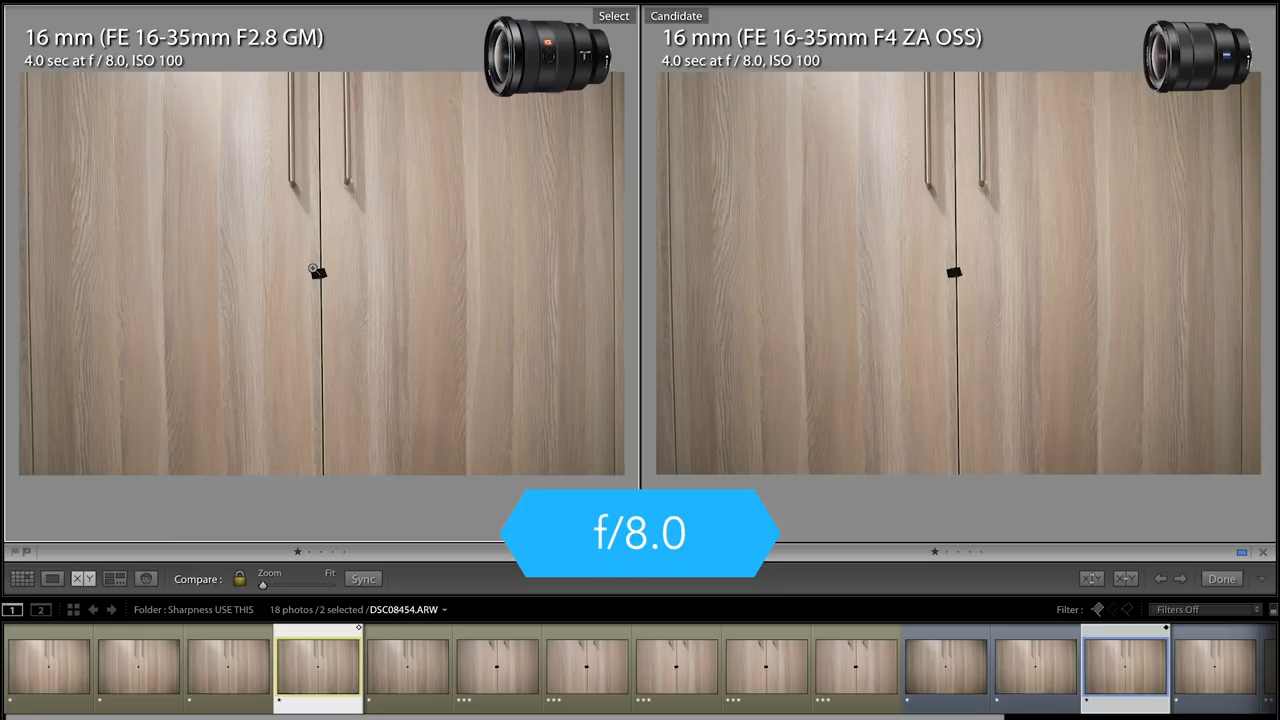 Select
Candidate
16 mm (FE 16-35mm F2.8 GM)
4.0 sec at f / 8.0, ISO 100
16 mm (FE 16-35mm F4 ZA OSS)
4.0 sec at f / 8.0, ISO 100
f/8.0
X Y
Compare :
Zoom
Fit
Sync
Done
1
2
Folder : Sharpness USE THIS
18 photos /2 selected /DSC08454.ARW
Filter :
Filters Off